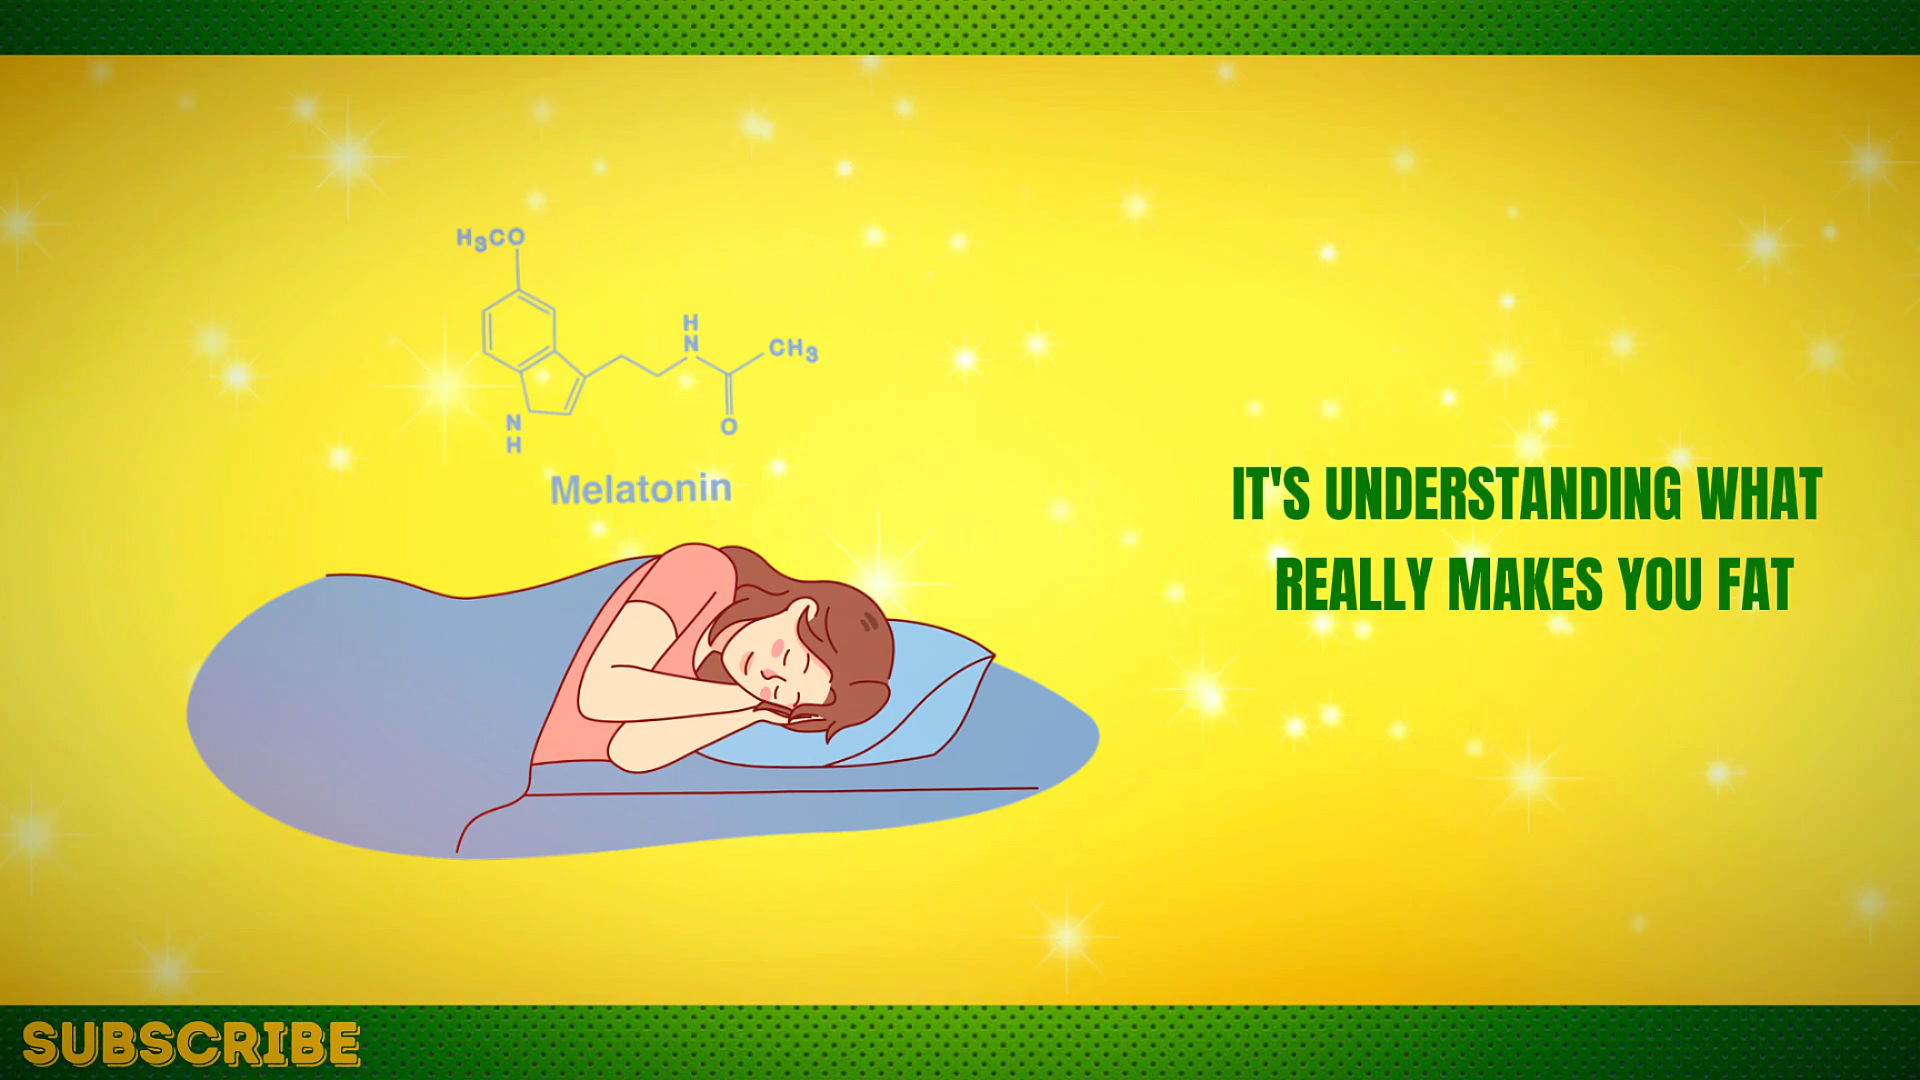 H3CO
H
N
CH3
O
N
H
Melatonin
IT'S UNDERSTANDING WHAT
REALLY MAKES YOU FAT
SUBSCRIBE